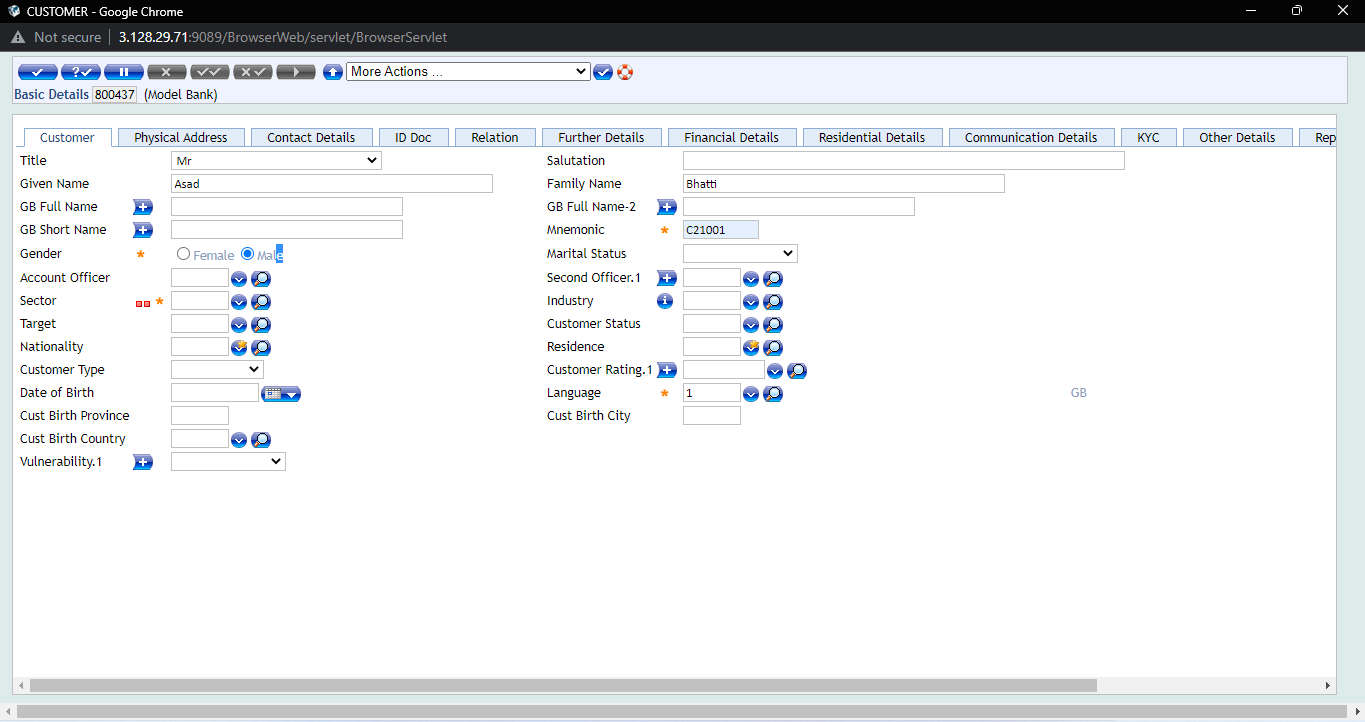 CUSTOMER - Google Chrome
Not secure 3.128.29.71:9089/BrowserWeb/servlet/BrowserServlet
More Actions ...
Basic Details 800437 (Model Bank)
Customer Physical Address Contact Details ID Doc Relation Further Details Financial Details Residential Details Communication Details KYC Other Details Rep
Title Mr Salutation
Given Name Asad Family Name Bhatti
GB Full Name GB Full Name-2
GB Short Name Mnemonic * C21001
Gender * Female Male Marital Status
Account Officer Second Officer.1
Sector * Industry
Target Customer Status
Nationality Residence
Customer Type Customer Rating.1
Date of Birth Language * 1 GB
Cust Birth Province Cust Birth City
Cust Birth Country
Vulnerability.1